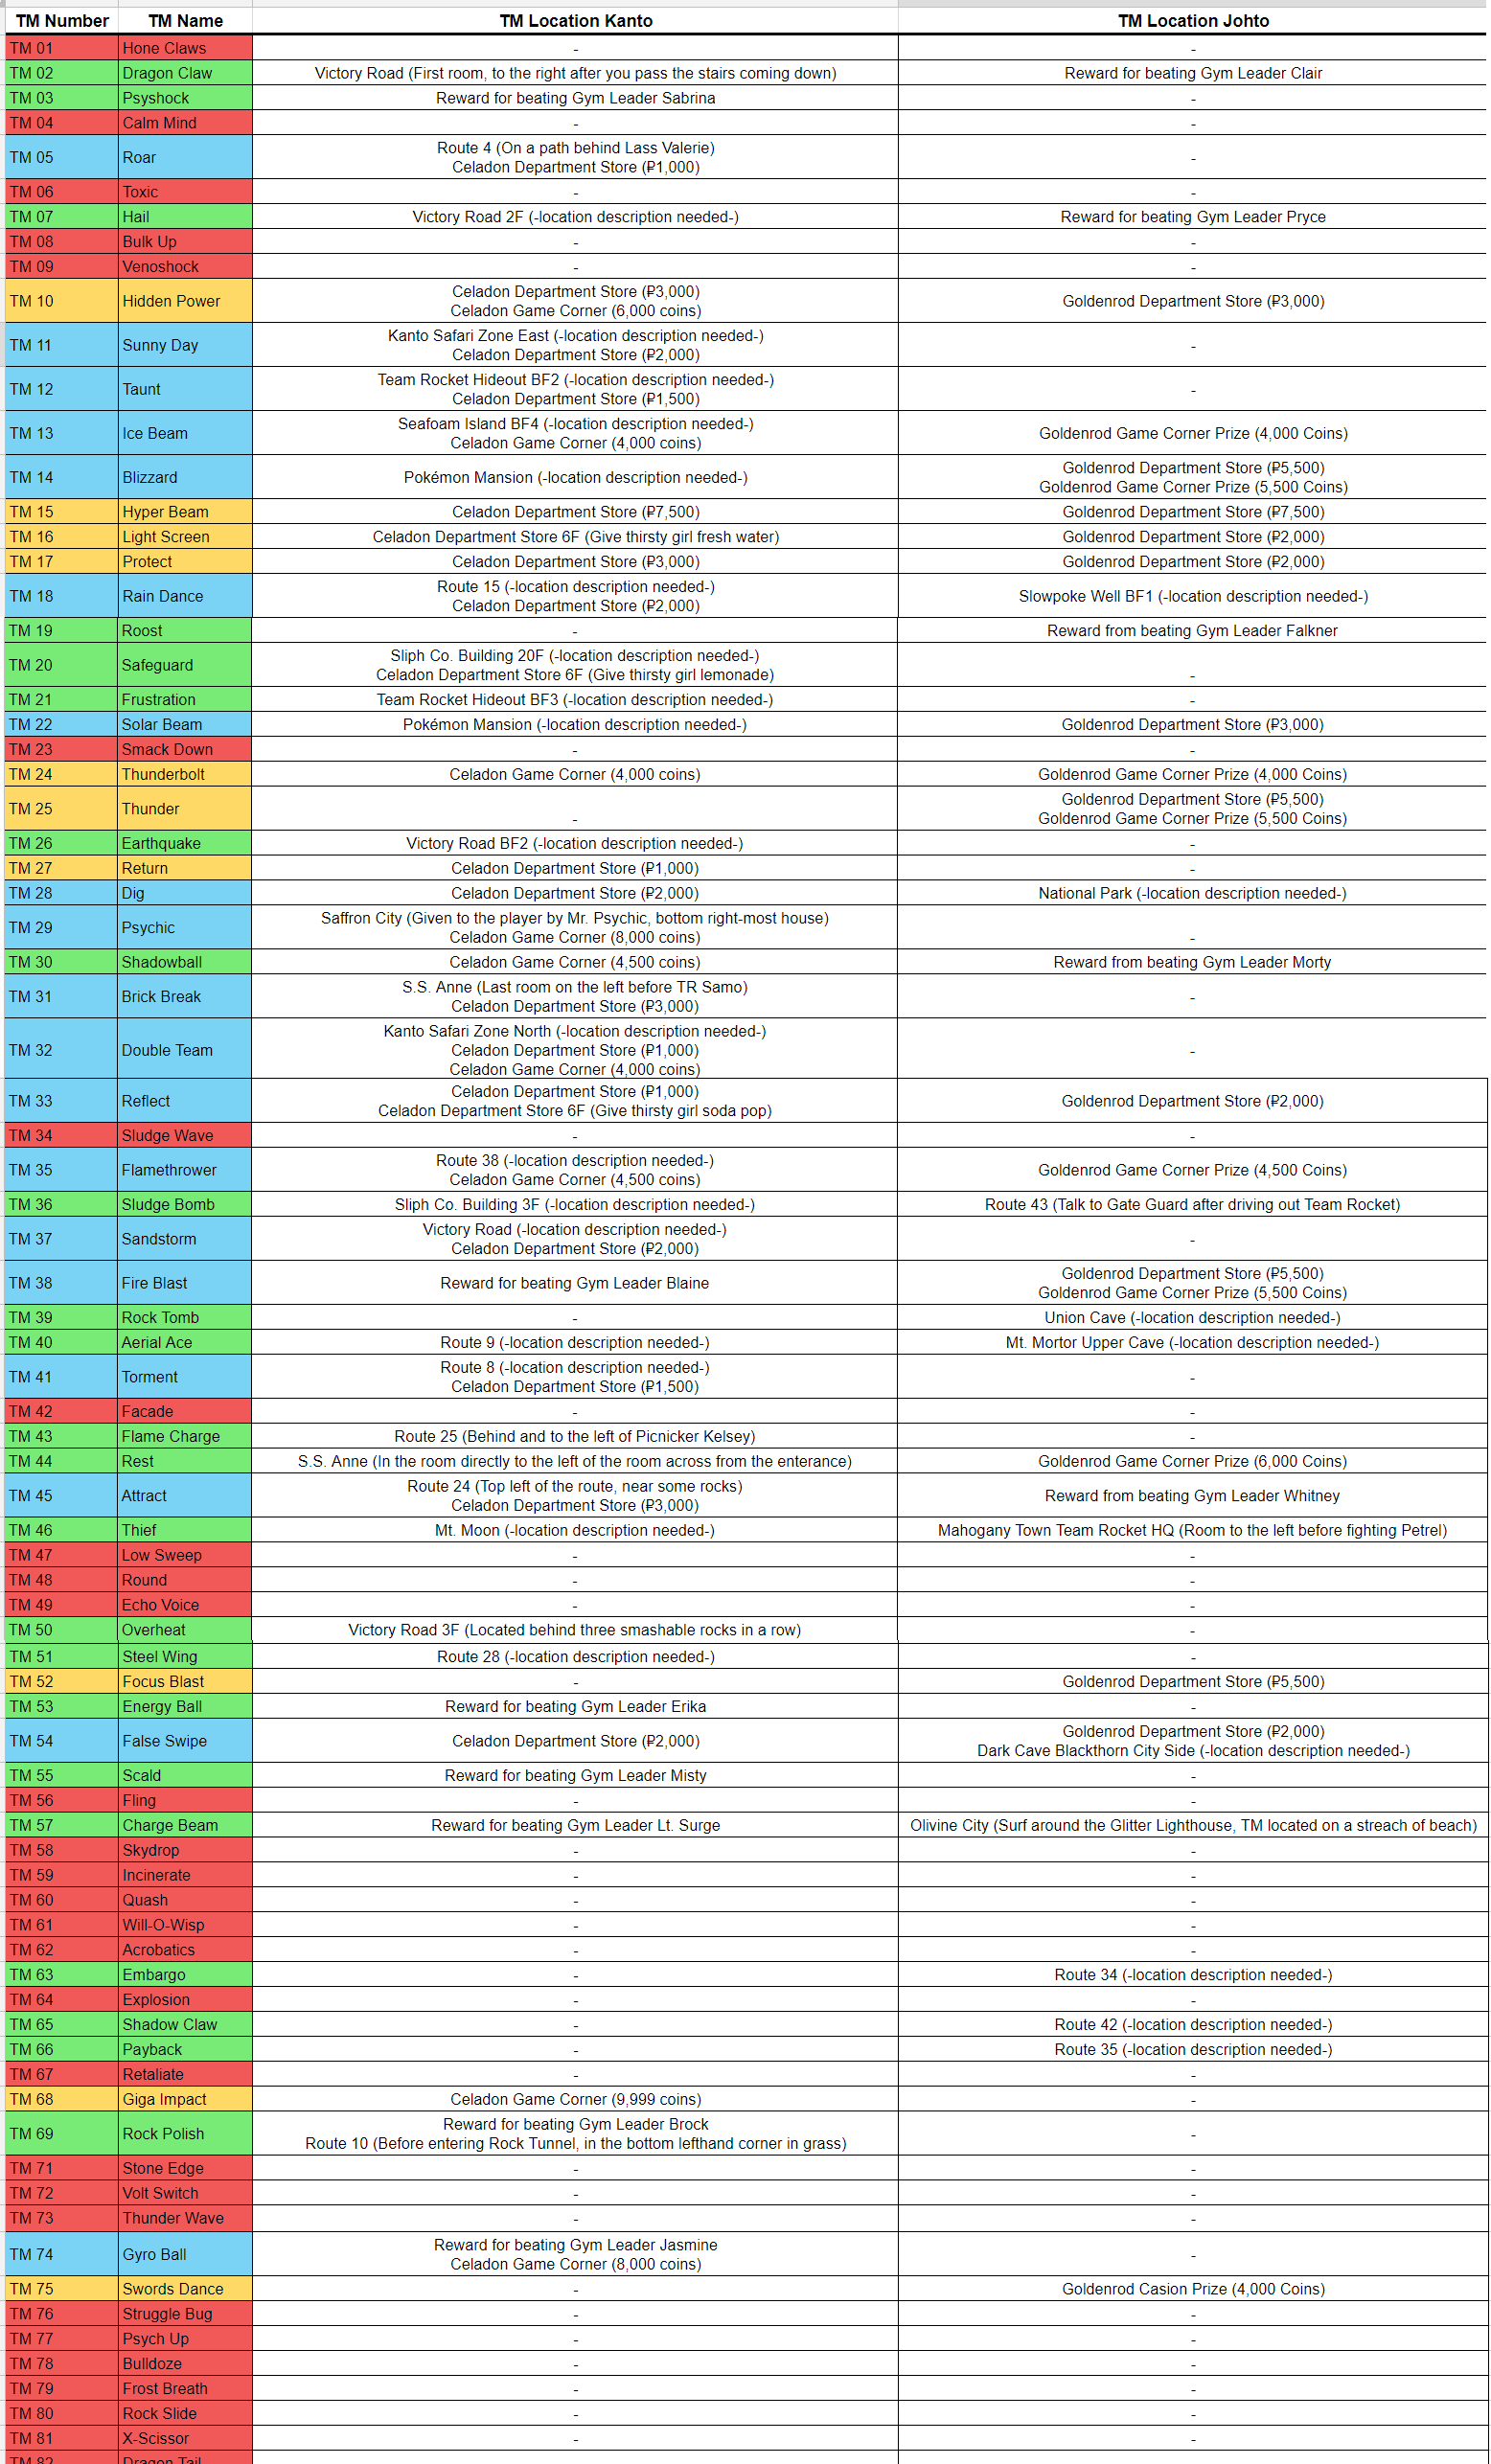 TM Number TM Name TM Location Kanto TM Location Johto
TM 01 Hone Claws - -
TM 02 Dragon Claw Victory Road (First room, to the right after you pass the stairs coming down) Reward for beating Gym Leader Clair
TM 03 Psyshock Reward for beating Gym Leader Sabrina -
TM 04 Calm Mind - -
TM 05 Roar Route 4 (On a path behind Lass Valerie)
Celadon Department Store (₽1,000) -
TM 06 Toxic - -
TM 07 Hail Victory Road 2F (-location description needed-) Reward for beating Gym Leader Pryce
TM 08 Bulk Up - -
TM 09 Venoshock - -
TM 10 Hidden Power Celadon Department Store (₽3,000)
Celadon Game Corner (6,000 coins) Goldenrod Department Store (₽3,000)
TM 11 Sunny Day Kanto Safari Zone East (-location description needed-)
Celadon Department Store (₽2,000) -
TM 12 Taunt Team Rocket Hideout BF2 (-location description needed-)
Celadon Department Store (₽1,500) -
TM 13 Ice Beam Seafoam Island BF4 (-location description needed-)
Celadon Game Corner (4,000 coins) Goldenrod Game Corner Prize (4,000 Coins)
TM 14 Blizzard Pokémon Mansion (-location description needed-) Goldenrod Department Store (₽5,500)
Goldenrod Game Corner Prize (5,500 Coins)
TM 15 Hyper Beam Celadon Department Store (₽7,500) Goldenrod Department Store (₽7,500)
TM 16 Light Screen Celadon Department Store 6F (Give thirsty girl fresh water) Goldenrod Department Store (₽2,000)
TM 17 Protect Celadon Department Store (₽3,000) Goldenrod Department Store (₽2,000)
TM 18 Rain Dance Route 15 (-location description needed-)
Celadon Department Store (₽2,000) Slowpoke Well BF1 (-location description needed-)
TM 19 Roost - Reward from beating Gym Leader Falkner
TM 20 Safeguard Sliph Co. Building 20F (-location description needed-)
Celadon Department Store 6F (Give thirsty girl lemonade) -
TM 21 Frustration Team Rocket Hideout BF3 (-location description needed-) -
TM 22 Solar Beam Pokémon Mansion (-location description needed-) Goldenrod Department Store (₽3,000)
TM 23 Smack Down - -
TM 24 Thunderbolt Celadon Game Corner (4,000 coins) Goldenrod Game Corner Prize (4,000 Coins)
TM 25 Thunder - Goldenrod Department Store (₽5,500)
Goldenrod Game Corner Prize (5,500 Coins)
TM 26 Earthquake Victory Road BF2 (-location description needed-) -
TM 27 Return Celadon Department Store (₽1,000) -
TM 28 Dig Celadon Department Store (₽2,000) National Park (-location description needed-)
TM 29 Psychic Saffron City (Given to the player by Mr. Psychic, bottom right-most house)
Celadon Game Corner (8,000 coins) -
TM 30 Shadowball Celadon Game Corner (4,500 coins) Reward from beating Gym Leader Morty
TM 31 Brick Break S.S. Anne (Last room on the left before TR Samo)
Celadon Department Store (₽3,000) -
TM 32 Double Team Kanto Safari Zone North (-location description needed-)
Celadon Department Store (₽1,000)
Celadon Game Corner (4,000 coins) -
TM 33 Reflect Celadon Department Store (₽1,000)
Celadon Department Store 6F (Give thirsty girl soda pop) Goldenrod Department Store (₽2,000)
TM 34 Sludge Wave - -
TM 35 Flamethrower Route 38 (-location description needed-)
Celadon Game Corner (4,500 coins) Goldenrod Game Corner Prize (4,500 Coins)
TM 36 Sludge Bomb Sliph Co. Building 3F (-location description needed-) Route 43 (Talk to Gate Guard after driving out Team Rocket)
TM 37 Sandstorm Victory Road (-location description needed-)
Celadon Department Store (₽2,000) -
TM 38 Fire Blast Reward for beating Gym Leader Blaine Goldenrod Department Store (₽5,500)
Goldenrod Game Corner Prize (5,500 Coins)
TM 39 Rock Tomb - Union Cave (-location description needed-)
TM 40 Aerial Ace Route 9 (-location description needed-) Mt. Mortor Upper Cave (-location description needed-)
TM 41 Torment Route 8 (-location description needed-)
Celadon Department Store (₽1,500) -
TM 42 Facade - -
TM 43 Flame Charge Route 25 (Behind and to the left of Picnicker Kelsey) -
TM 44 Rest S.S. Anne (In the room directly to the left of the room across from the enterance) Goldenrod Game Corner Prize (6,000 Coins)
TM 45 Attract Route 24 (Top left of the route, near some rocks)
Celadon Department Store (₽3,000) Reward from beating Gym Leader Whitney
TM 46 Thief Mt. Moon (-location description needed-) Mahogany Town Team Rocket HQ (Room to the left before fighting Petrel)
TM 47 Low Sweep - -
TM 48 Round - -
TM 49 Echo Voice - -
TM 50 Overheat Victory Road 3F (Located behind three smashable rocks in a row) -
TM 51 Steel Wing Route 28 (-location description needed-) -
TM 52 Focus Blast - Goldenrod Department Store (₽5,500)
TM 53 Energy Ball Reward for beating Gym Leader Erika -
TM 54 False Swipe Celadon Department Store (₽2,000) Goldenrod Department Store (₽2,000)
Dark Cave Blackthorn City Side (-location description needed-)
TM 55 Scald Reward for beating Gym Leader Misty -
TM 56 Fling - -
TM 57 Charge Beam Reward for beating Gym Leader Lt. Surge Olivine City (Surf around the Glitter Lighthouse, TM located on a streach of beach)
TM 58 Skydrop - -
TM 59 Incinerate - -
TM 60 Quash - -
TM 61 Will-O-Wisp - -
TM 62 Acrobatics - -
TM 63 Embargo - Route 34 (-location description needed-)
TM 64 Explosion - -
TM 65 Shadow Claw - Route 42 (-location description needed-)
TM 66 Payback - Route 35 (-location description needed-)
TM 67 Retaliate - -
TM 68 Giga Impact Celadon Game Corner (9,999 coins) -
TM 69 Rock Polish Reward for beating Gym Leader Brock
Route 10 (Before entering Rock Tunnel, in the bottom lefthand corner in grass) -
TM 71 Stone Edge - -
TM 72 Volt Switch - -
TM 73 Thunder Wave - -
TM 74 Gyro Ball Reward for beating Gym Leader Jasmine
Celadon Game Corner (8,000 coins) -
TM 75 Swords Dance - Goldenrod Casion Prize (4,000 Coins)
TM 76 Struggle Bug - -
TM 77 Psych Up - -
TM 78 Bulldoze - -
TM 79 Frost Breath - -
TM 80 Rock Slide - -
TM 81 X-Scissor - -
TM 82 Dragon Tail